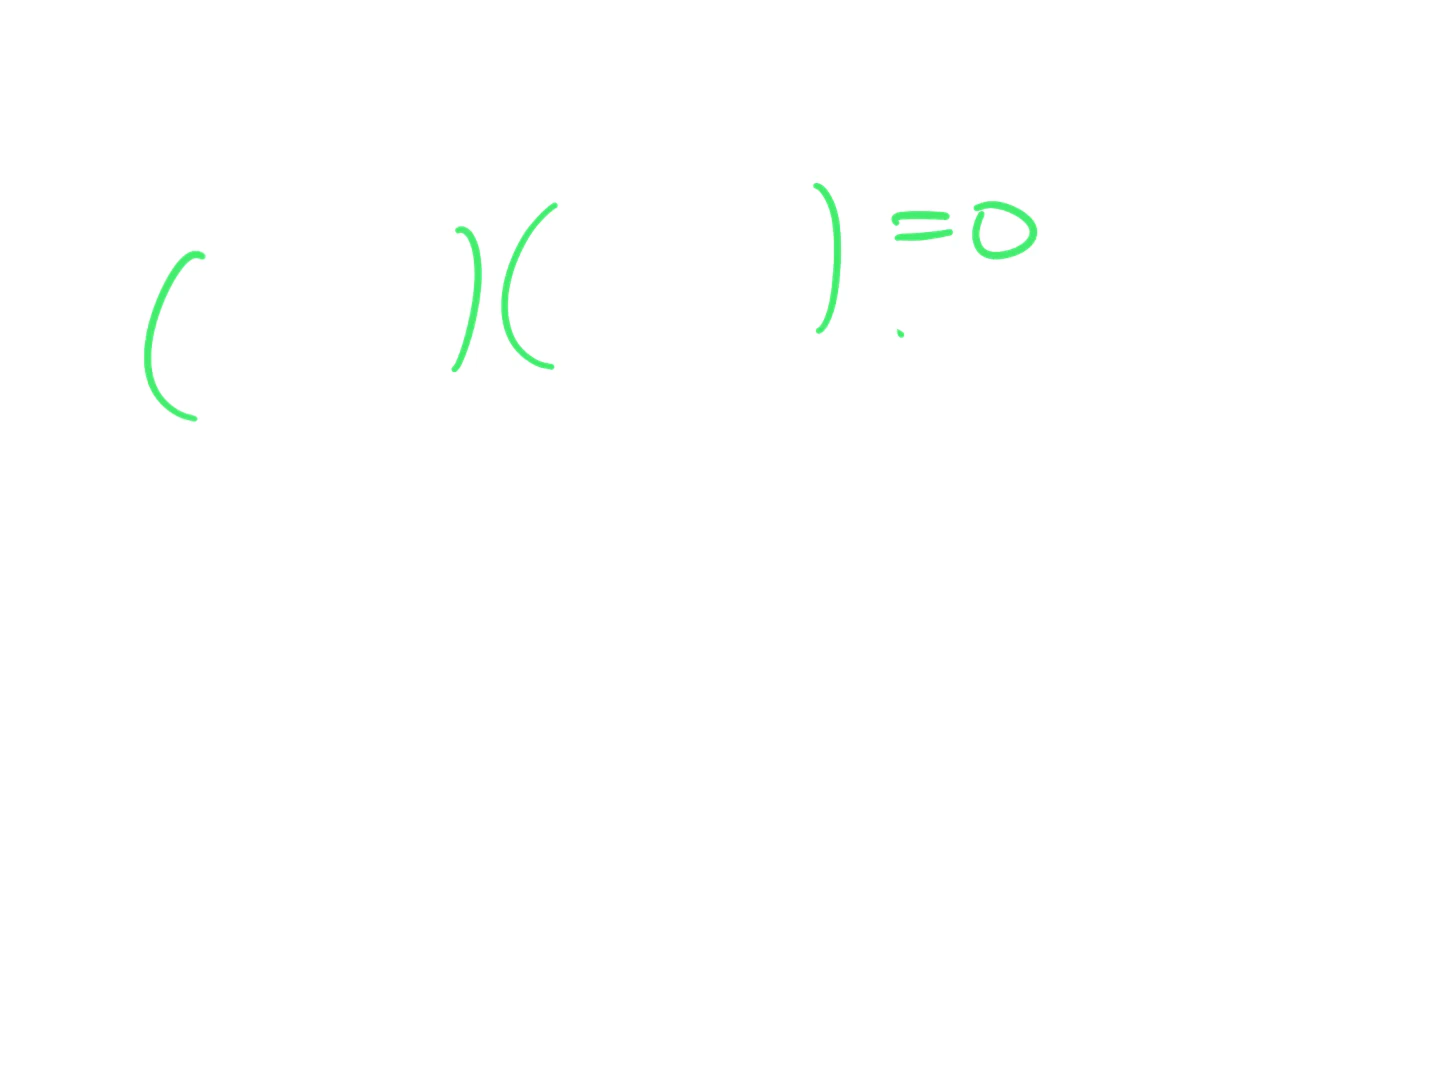 (        )(        ) = 0
.